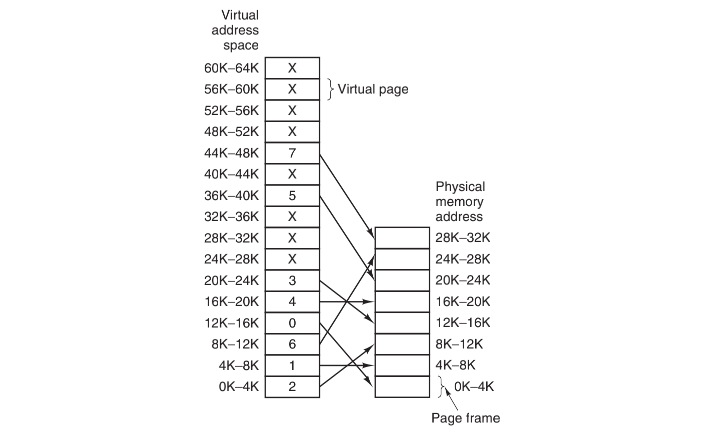 Virtual
address
space
60K–64K X
56K–60K X Virtual page
52K–56K X
48K–52K X
44K–48K 7
40K–44K X
36K–40K 5
32K–36K X
28K–32K X
24K–28K X
20K–24K 3
16K–20K 4
12K–16K 0
8K–12K 6
4K–8K 1
0K–4K 2
Physical
memory
address
28K–32K
24K–28K
20K–24K
16K–20K
12K–16K
8K–12K
4K–8K
0K–4K
Page frame